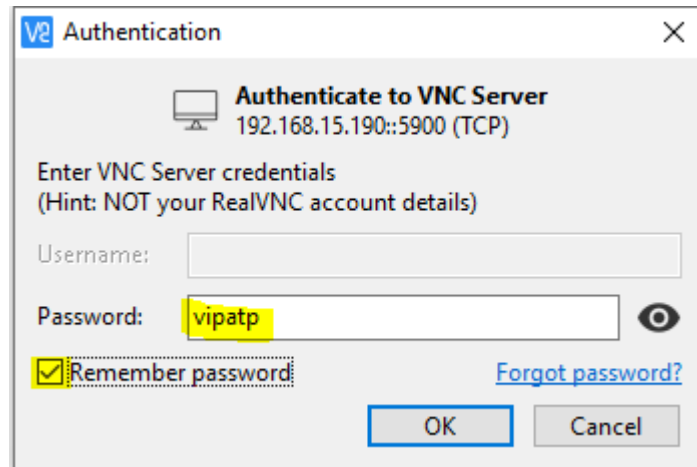 V2 Authentication
Authenticate to VNC Server
192.168.15.190::5900 (TCP)
Enter VNC Server credentials
(Hint: NOT your RealVNC account details)
Username:
Password: vipatp
Remember password Forgot password?
OK Cancel